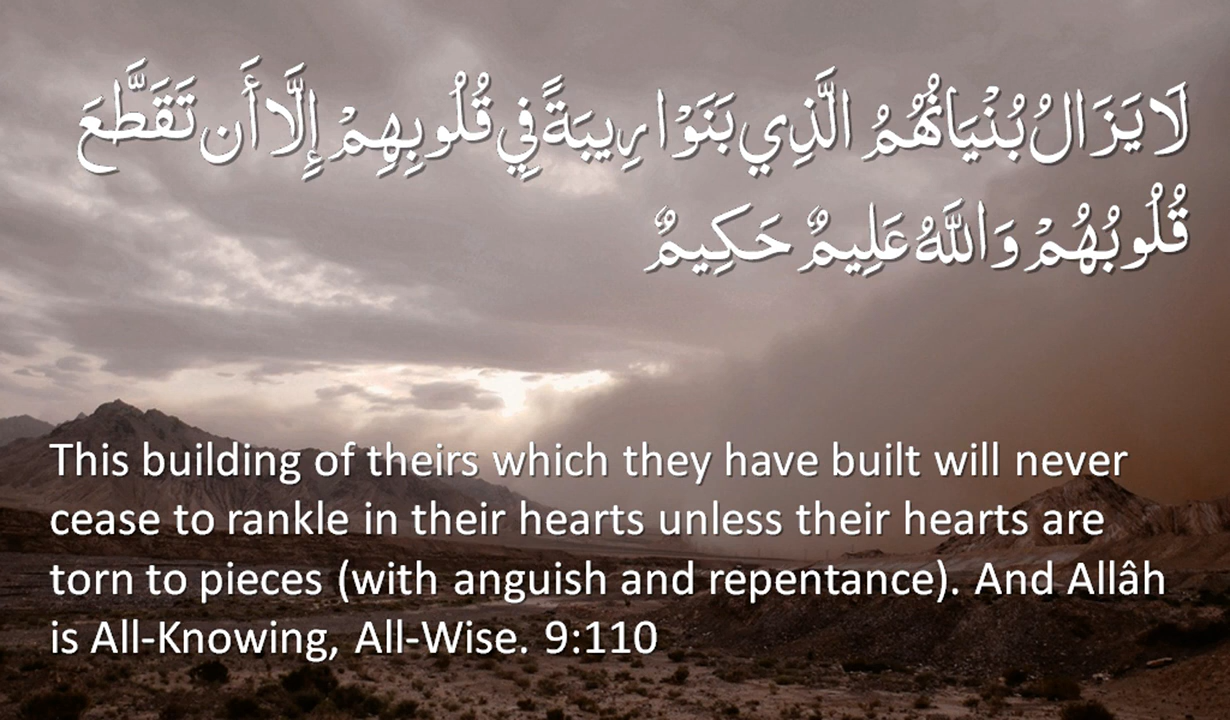 لَا يَزَالُ بُنْيَانُهُمُ الَّذِي بَنَوْا رِيبَةً فِي قُلُوبِهِمْ إِلَّا أَن تَقَطَّعَ
قُلُوبُهُمْ وَاللَّهُ عَلِيمٌ حَكِيمٌ
This building of theirs which they have built will never
cease to rankle in their hearts unless their hearts are
torn to pieces (with anguish and repentance). And Allâh
is All-Knowing, All-Wise. 9:110